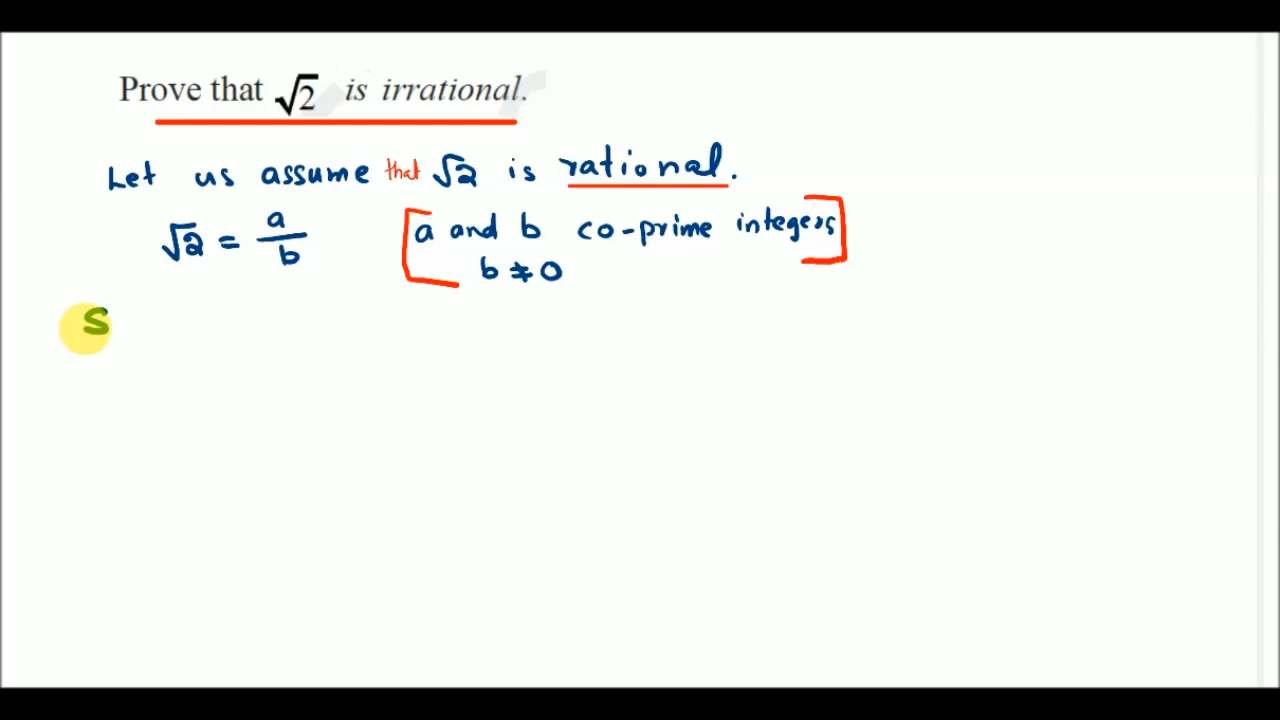 Prove that √2 is irrational.
Let us assume that √2 is rational.
√2 = a/b [a and b co-prime integers
b ≠ 0]
S